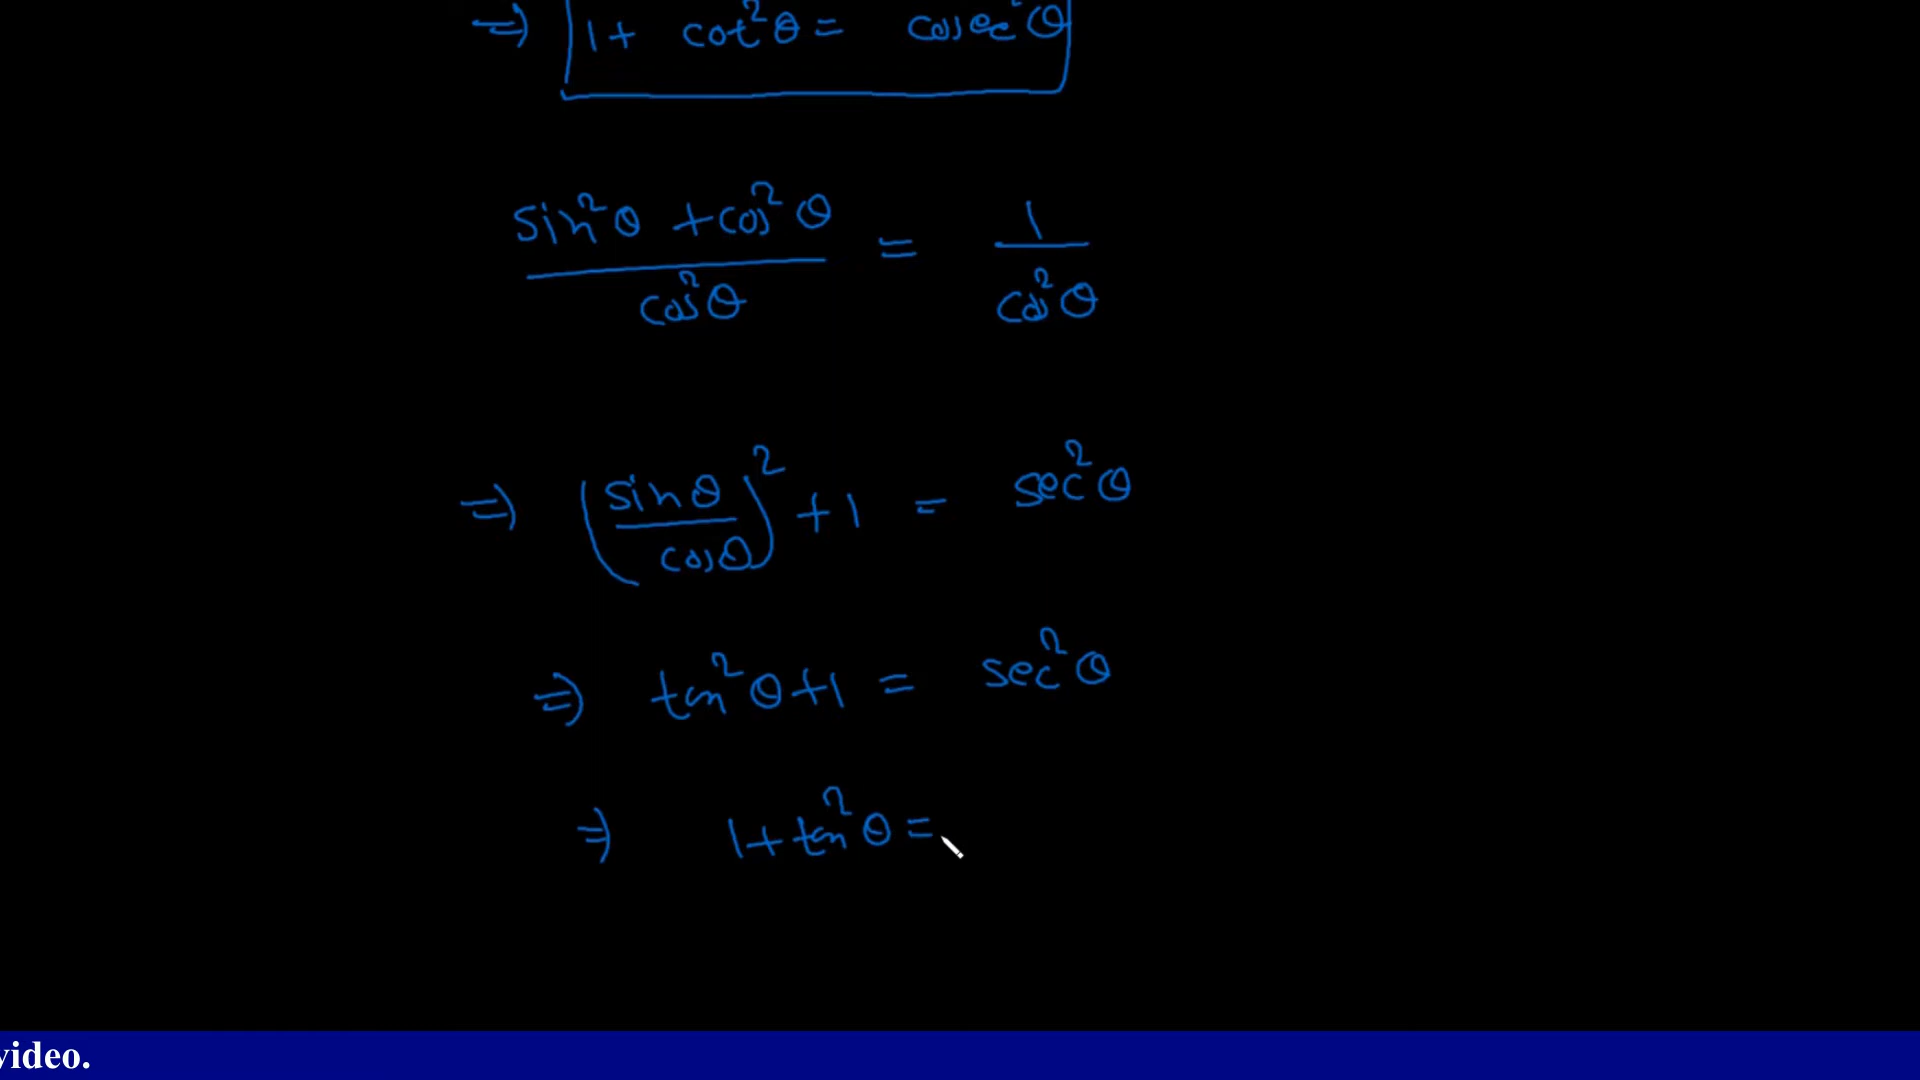 ⇒ 1 + cot²θ = cosec²θ
sin²θ + cos²θ / cos²θ = 1 / cos²θ
⇒ (sinθ / cosθ)² + 1 = sec²θ
⇒ tan²θ + 1 = sec²θ
⇒ 1 + tan²θ =
video.